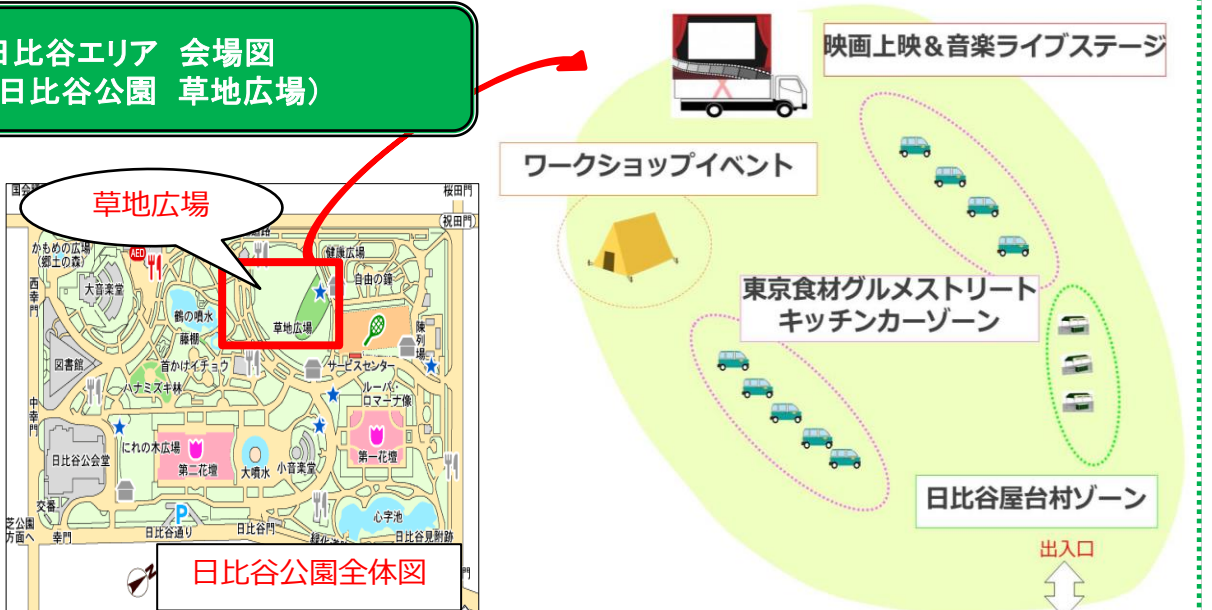 日比谷エリア 会場図
日比谷公園 草地広場）
映画上映＆音楽ライブステージ
ワークショップイベント
東京食材グルメストリート
キッチンカーゾーン
日比谷屋台村ゾーン
出入口
草地広場
桜田門
祝田門
かもめの広場
(郷土の森)
AED
健康広場
自由の鐘
西幸門
大音楽堂
鶴の噴水
藤棚
草地広場
陳列場
図書館
首かけイチョウ
サービスセンター
ハナミズキ林
ルーパ・
ロマーナ像
中幸門
にれの木広場
日比谷公会堂
第二花壇
大噴水
小音楽堂
第一花壇
交番
P
心字池
芝公園
方面へ
幸門
日比谷通り
日比谷門
日比谷見附跡
N
日比谷公園全体図
門